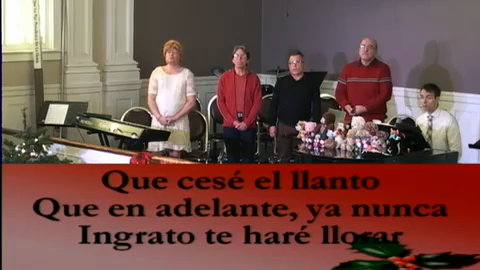 Que cesé el llanto
Que en adelante, ya nunca
Ingrato te haré llorar